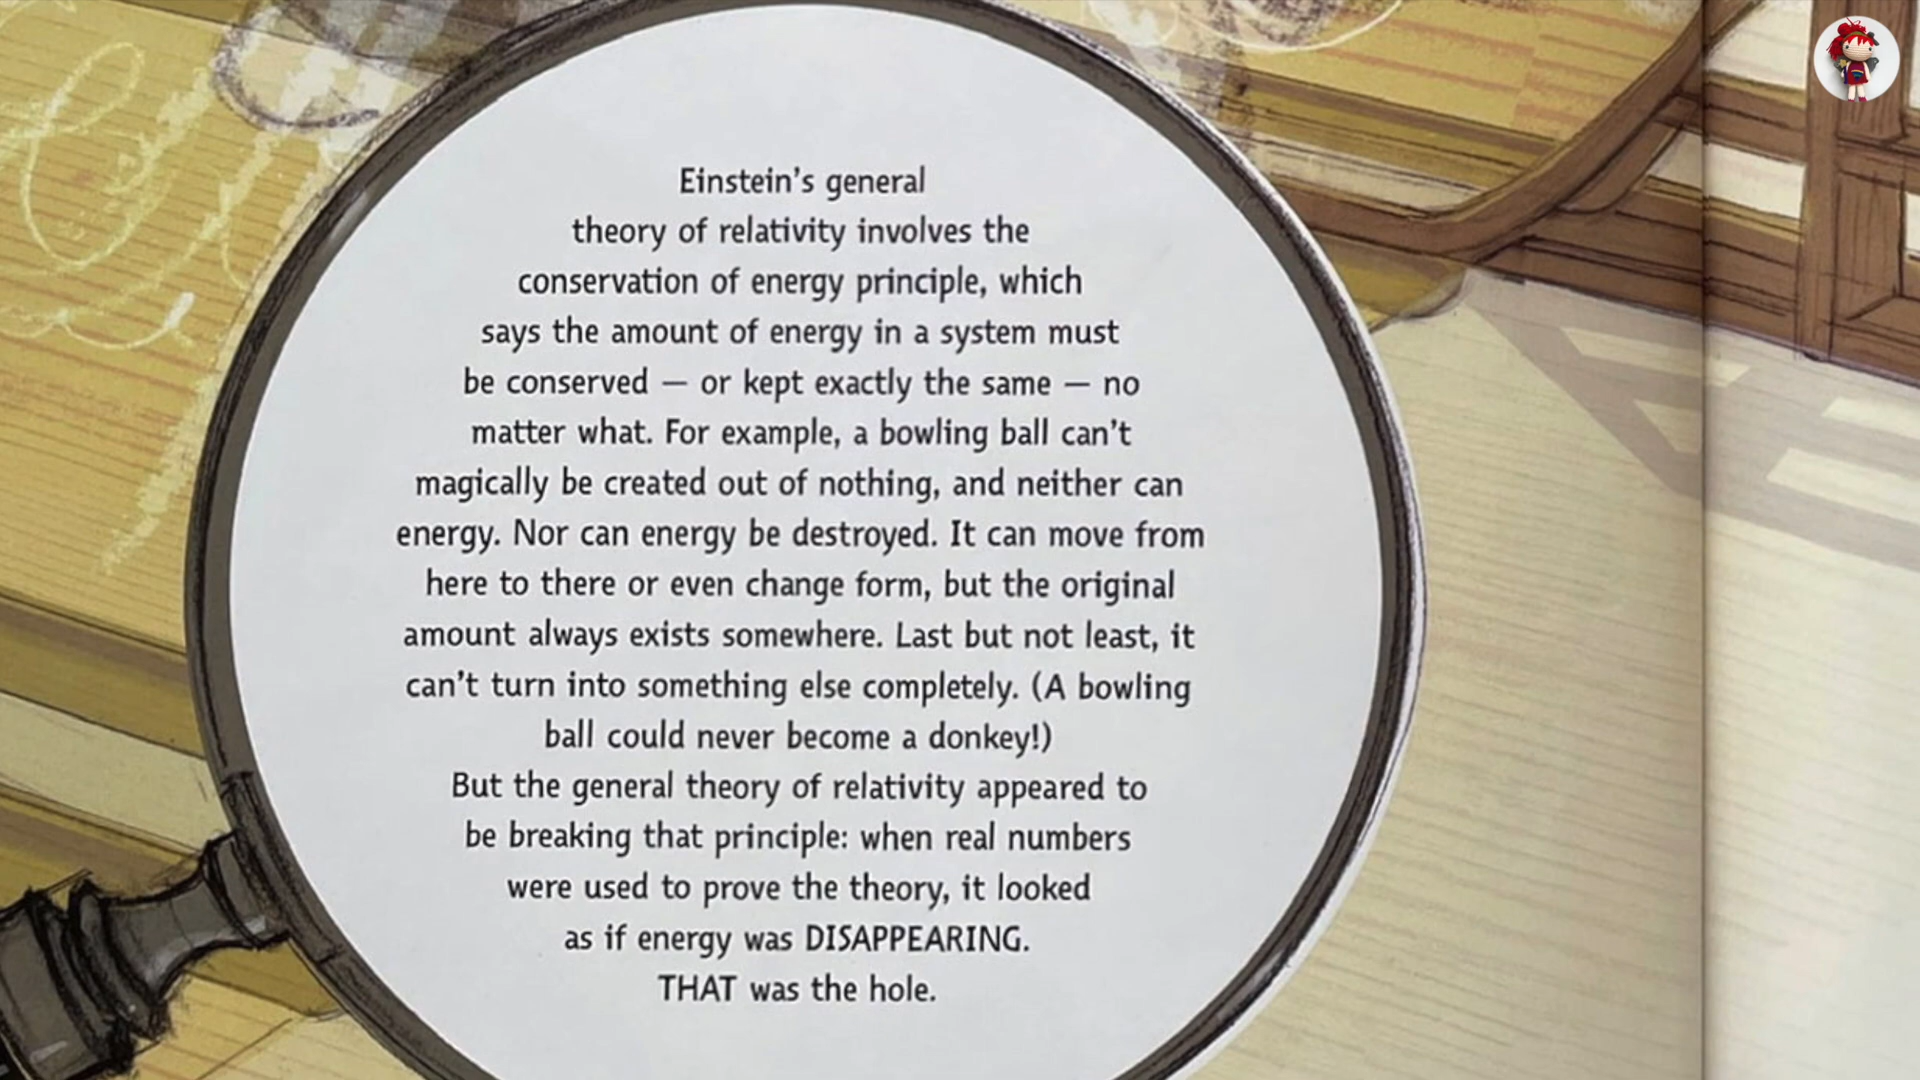 Einstein's general
theory of relativity involves the
conservation of energy principle, which
says the amount of energy in a system must
be conserved — or kept exactly the same — no
matter what. For example, a bowling ball can't
magically be created out of nothing, and neither can
energy. Nor can energy be destroyed. It can move from
here to there or even change form, but the original
amount always exists somewhere. Last but not least, it
can't turn into something else completely. (A bowling
ball could never become a donkey!)
But the general theory of relativity appeared to
be breaking that principle: when real numbers
were used to prove the theory, it looked
as if energy was DISAPPEARING.
THAT was the hole.